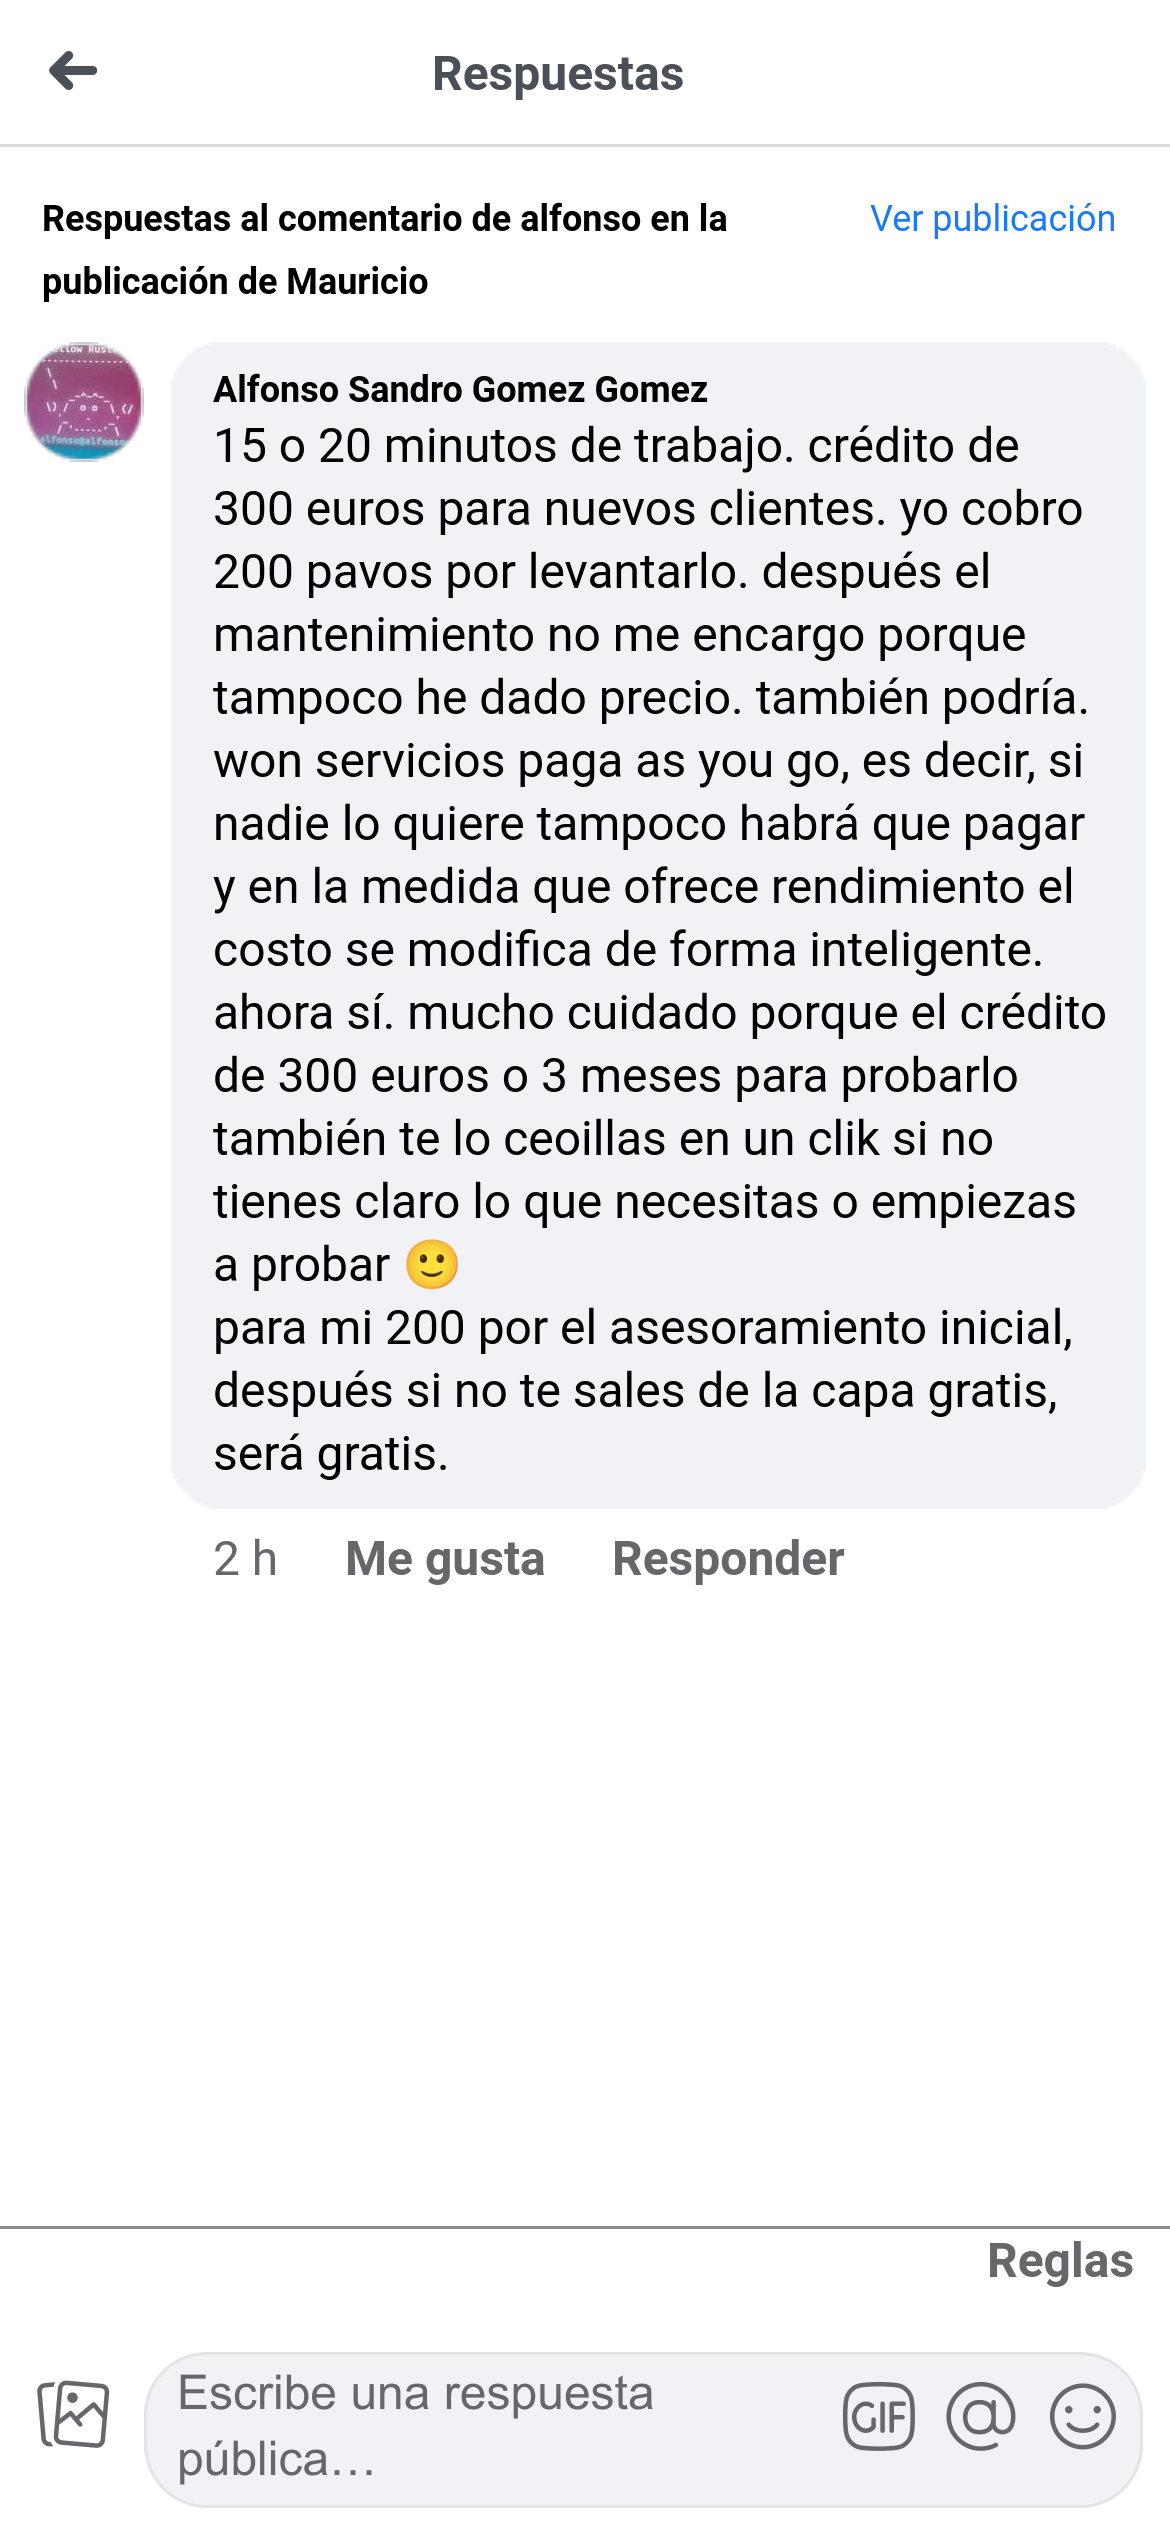 Respuestas
Respuestas al comentario de alfonso en la
publicación de Mauricio
Ver publicación
Alfonso Sandro Gomez Gomez
15 o 20 minutos de trabajo. crédito de
300 euros para nuevos clientes. yo cobro
200 pavos por levantarlo. después el
mantenimiento no me encargo porque
tampoco he dado precio. también podría.
won servicios paga as you go, es decir, si
nadie lo quiere tampoco habrá que pagar
y en la medida que ofrece rendimiento el
costo se modifica de forma inteligente.
ahora sí. mucho cuidado porque el crédito
de 300 euros o 3 meses para probarlo
también te lo ceoillas en un clik si no
tienes claro lo que necesitas o empiezas
a probar 🙂
para mi 200 por el asesoramiento inicial,
después si no te sales de la capa gratis,
será gratis.
2 h Me gusta Responder
Reglas
Escribe una respuesta
pública...
GIF